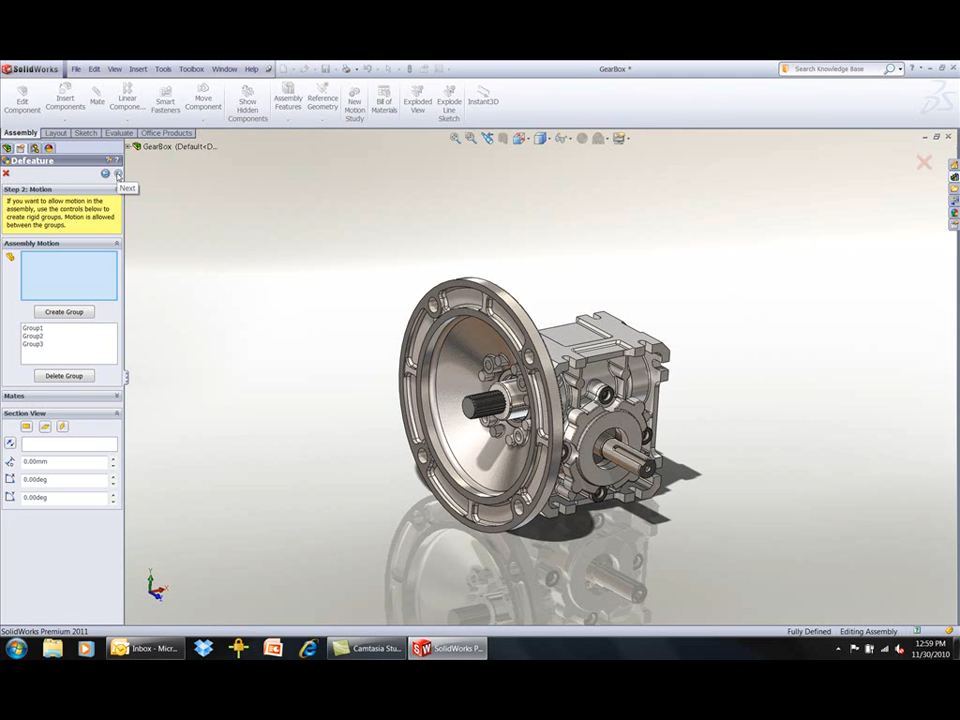 SolidWorks File Edit View Insert Tools Toolbox Window Help GearBox * Search Knowledge Base
Edit Component
Insert Components
Mate
Linear Compone...
Smart Fasteners
Move Component
Show Hidden Components
Assembly Features
Reference Geometry
New Motion Study
Bill of Materials
Exploded View
Explode Line Sketch
Instant3D
Assembly Layout Sketch Evaluate Office Products
GearBox (Default<D...
Defeature
Next
Step 2: Motion
If you want to allow motion in the
assembly, use the controls below to
create rigid groups. Motion is allowed
between the groups.
Assembly Motion
Create Group
Group1
Group2
Group3
Delete Group
Mates
Section View
0.00mm
0.00deg
0.00deg
Y
X
Z
SolidWorks Premium 2011 Fully Defined Editing Assembly
Inbox - Micr... Camtasia Stu... SolidWorks P...
12:59 PM
11/30/2010